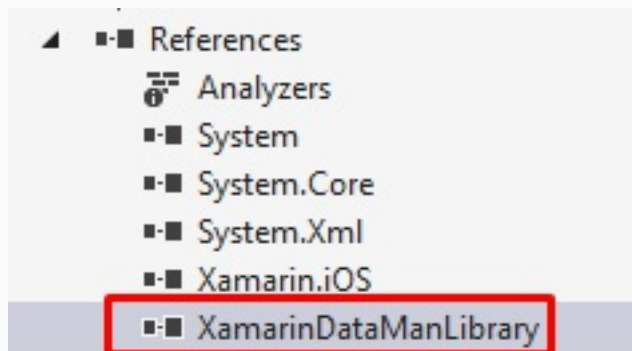 References
Analyzers
System
System.Core
System.Xml
Xamarin.iOS
XamarinDataManLibrary